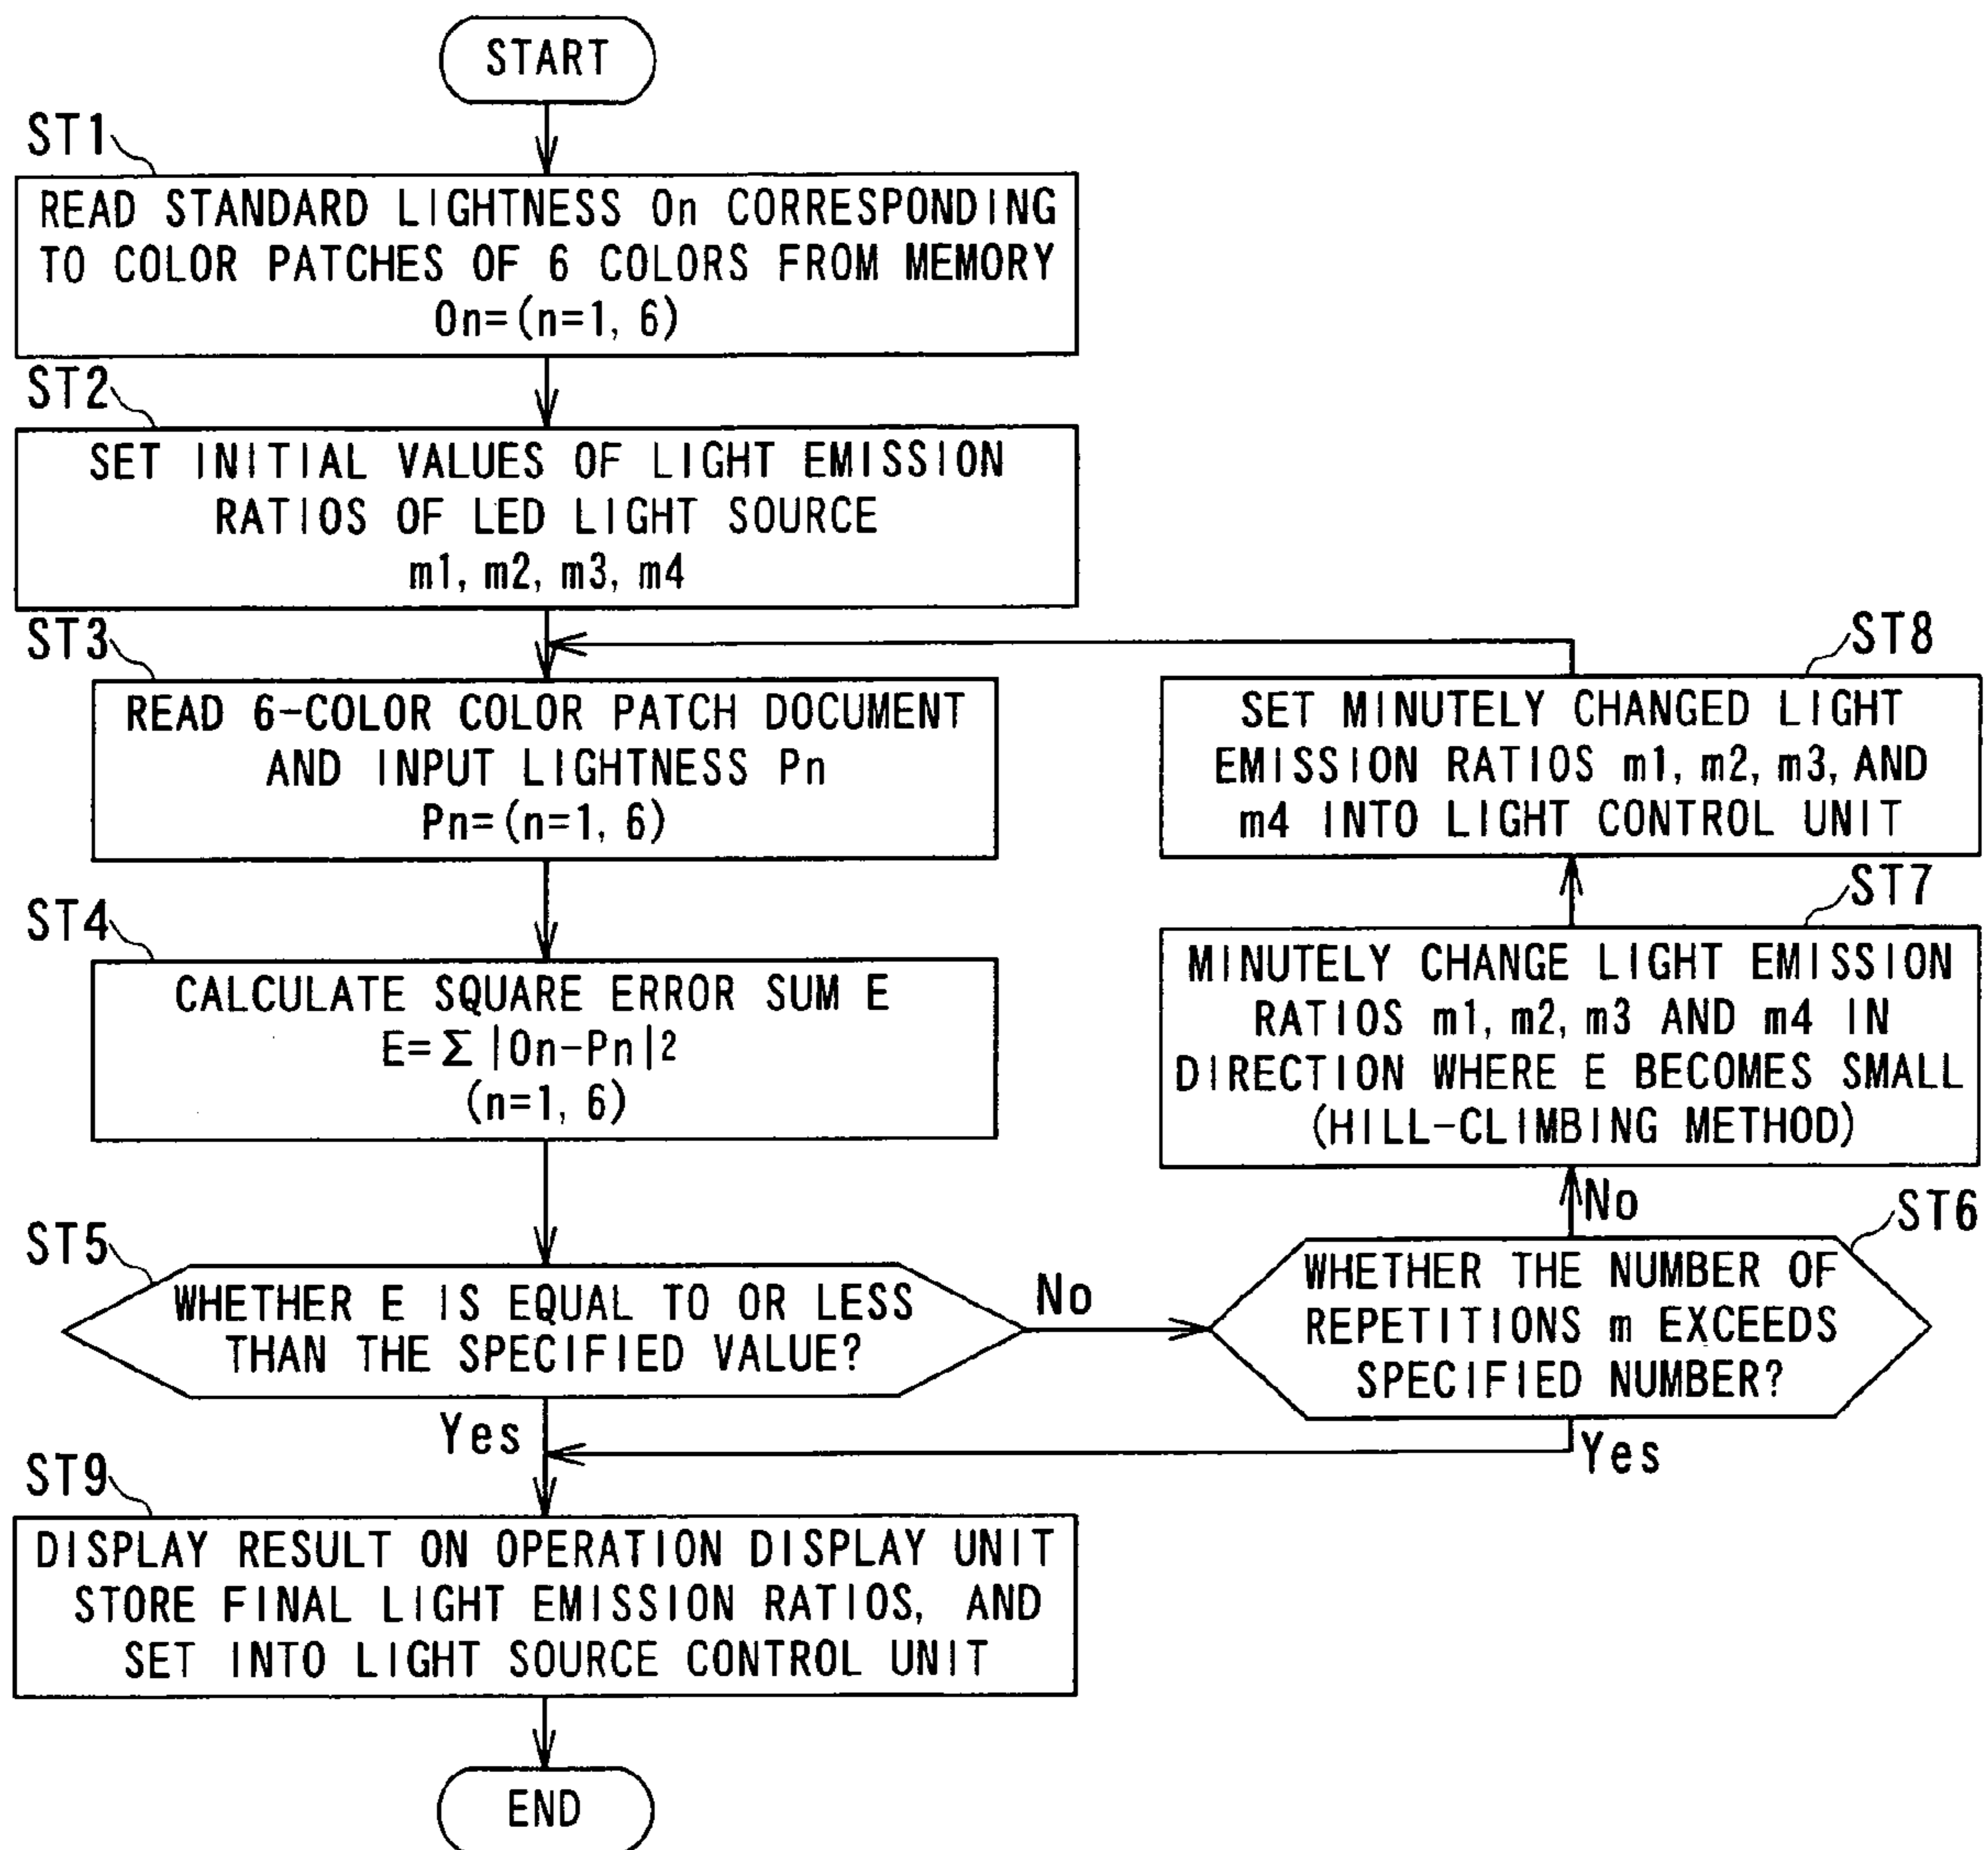 START
ST1
READ STANDARD LIGHTNESS On CORRESPONDING
TO COLOR PATCHES OF 6 COLORS FROM MEMORY
On=(n=1, 6)
ST2
SET INITIAL VALUES OF LIGHT EMISSION
RATIOS OF LED LIGHT SOURCE
m1, m2, m3, m4
ST3
READ 6-COLOR COLOR PATCH DOCUMENT
AND INPUT LIGHTNESS Pn
Pn=(n=1, 6)
ST4
CALCULATE SQUARE ERROR SUM E
E=Σ|On-Pn|2
(n=1, 6)
ST5
WHETHER E IS EQUAL TO OR LESS
THAN THE SPECIFIED VALUE?
No
Yes
ST6
WHETHER THE NUMBER OF
REPETITIONS m EXCEEDS
SPECIFIED NUMBER?
No
Yes
ST7
MINUTELY CHANGE LIGHT EMISSION
RATIOS m1, m2, m3 AND m4 IN
DIRECTION WHERE E BECOMES SMALL
(HILL-CLIMBING METHOD)
ST8
SET MINUTELY CHANGED LIGHT
EMISSION RATIOS m1, m2, m3, AND
m4 INTO LIGHT CONTROL UNIT
ST9
DISPLAY RESULT ON OPERATION DISPLAY UNIT
STORE FINAL LIGHT EMISSION RATIOS, AND
SET INTO LIGHT SOURCE CONTROL UNIT
END